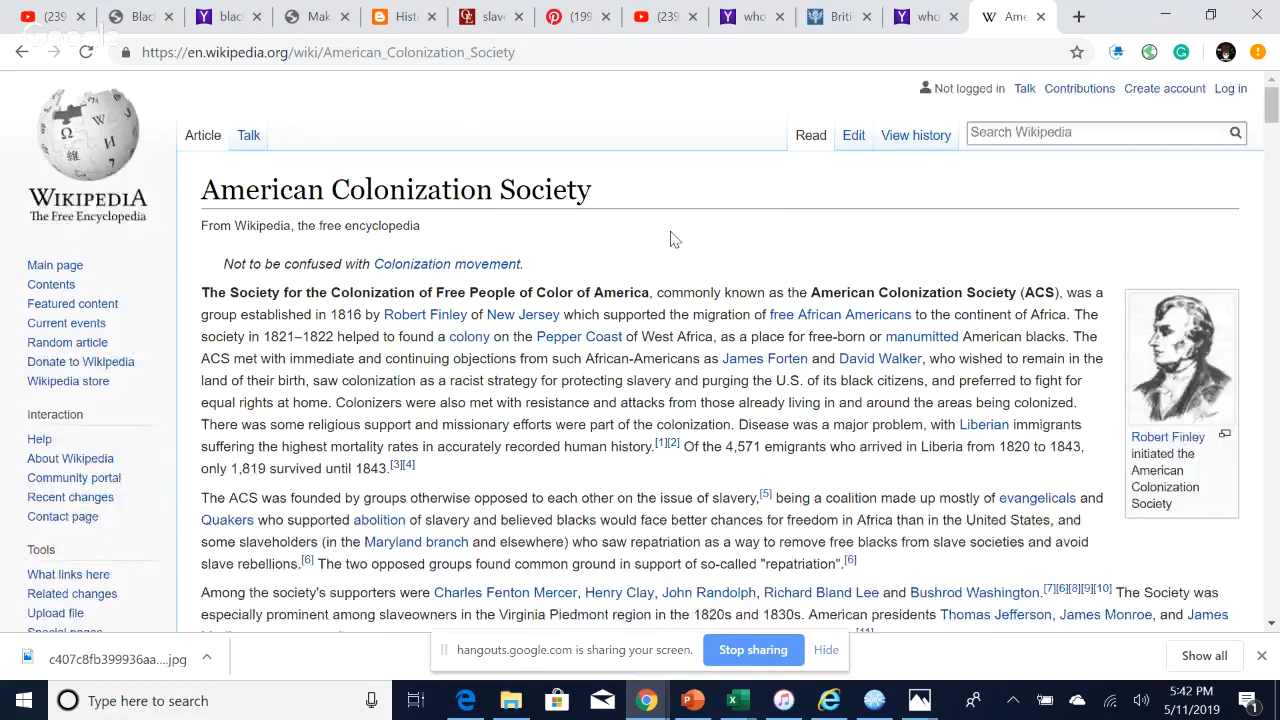 (239
Blac
blac
Mak
Hist
slave
(199
(239
who
Briti
who
W Ame
https://en.wikipedia.org/wiki/American_Colonization_Society
Not logged in Talk Contributions Create account Log in
Article Talk Read Edit View history Search Wikipedia
WIKIPEDIA
The Free Encyclopedia
Main page
Contents
Featured content
Current events
Random article
Donate to Wikipedia
Wikipedia store
Interaction
Help
About Wikipedia
Community portal
Recent changes
Contact page
Tools
What links here
Related changes
Upload file
Special pages
American Colonization Society
From Wikipedia, the free encyclopedia
Not to be confused with Colonization movement.
The Society for the Colonization of Free People of Color of America, commonly known as the American Colonization Society (ACS), was a
group established in 1816 by Robert Finley of New Jersey which supported the migration of free African Americans to the continent of Africa. The
society in 1821–1822 helped to found a colony on the Pepper Coast of West Africa, as a place for free-born or manumitted American blacks. The
ACS met with immediate and continuing objections from such African-Americans as James Forten and David Walker, who wished to remain in the
land of their birth, saw colonization as a racist strategy for protecting slavery and purging the U.S. of its black citizens, and preferred to fight for
equal rights at home. Colonizers were also met with resistance and attacks from those already living in and around the areas being colonized.
There was some religious support and missionary efforts were part of the colonization. Disease was a major problem, with Liberian immigrants
suffering the highest mortality rates in accurately recorded human history.[1][2] Of the 4,571 emigrants who arrived in Liberia from 1820 to 1843,
only 1,819 survived until 1843.[3][4]
Robert Finley
initiated the
American
Colonization
Society
The ACS was founded by groups otherwise opposed to each other on the issue of slavery,[5] being a coalition made up mostly of evangelicals and
Quakers who supported abolition of slavery and believed blacks would face better chances for freedom in Africa than in the United States, and
some slaveholders (in the Maryland branch and elsewhere) who saw repatriation as a way to remove free blacks from slave societies and avoid
slave rebellions.[6] The two opposed groups found common ground in support of so-called "repatriation".[6]
Among the society's supporters were Charles Fenton Mercer, Henry Clay, John Randolph, Richard Bland Lee and Bushrod Washington.[7][6][8][9][10] The Society was
especially prominent among slaveowners in the Virginia Piedmont region in the 1820s and 1830s. American presidents Thomas Jefferson, James Monroe, and James
[11]
hangouts.google.com is sharing your screen. Stop sharing Hide
c407c8fb399936aa....jpg
Show all
Type here to search
5:42 PM
5/11/2019
1